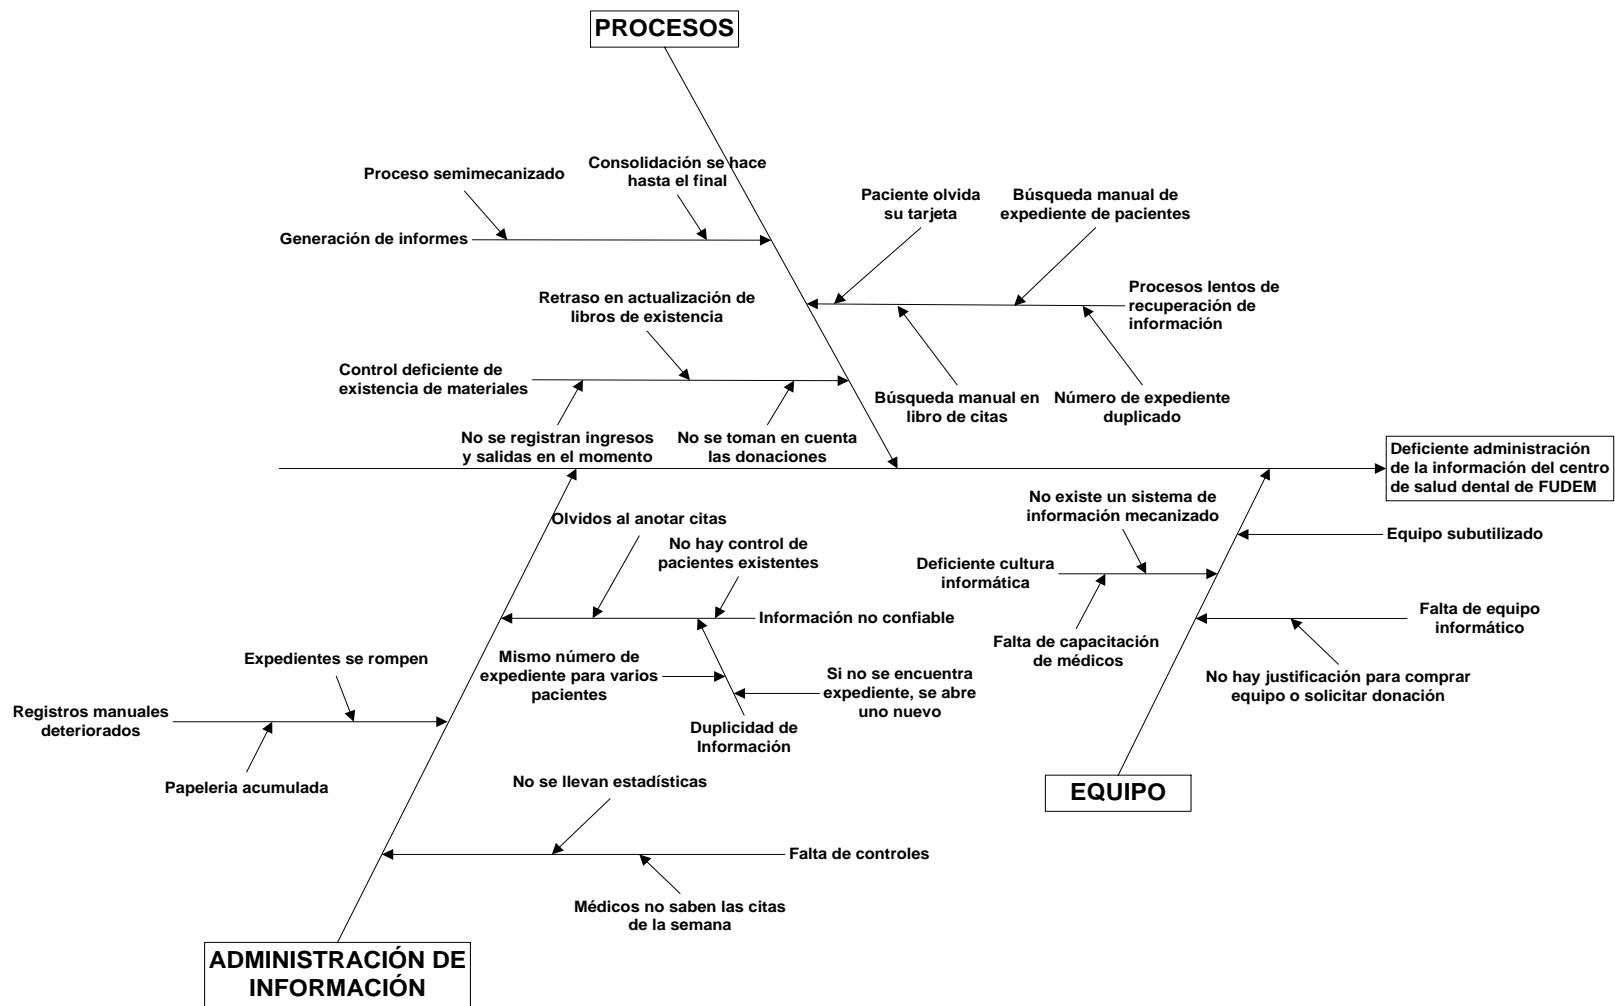 PROCESOS
Proceso semimecanizado
Consolidación se hace
hasta el final
Generación de informes
Paciente olvida
su tarjeta
Búsqueda manual de
expediente de pacientes
Procesos lentos de
recuperación de
información
Retraso en actualización de
libros de existencia
Control deficiente de
existencia de materiales
Búsqueda manual en
libro de citas
Número de expediente
duplicado
No se registran ingresos
y salidas en el momento
No se toman en cuenta
las donaciones
Deficiente administración
de la información del centro
de salud dental de FUDEM
Olvidos al anotar citas
No hay control de
pacientes existentes
Información no confiable
Mismo número de
expediente para varios
pacientes
Si no se encuentra
expediente, se abre
uno nuevo
Duplicidad de
Información
Expedientes se rompen
Registros manuales
deteriorados
Papeleria acumulada
No se llevan estadísticas
Falta de controles
Médicos no saben las citas
de la semana
ADMINISTRACIÓN DE
INFORMACIÓN
No existe un sistema de
información mecanizado
Equipo subutilizado
Deficiente cultura
informática
Falta de capacitación
de médicos
Falta de equipo
informático
No hay justificación para comprar
equipo o solicitar donación
EQUIPO